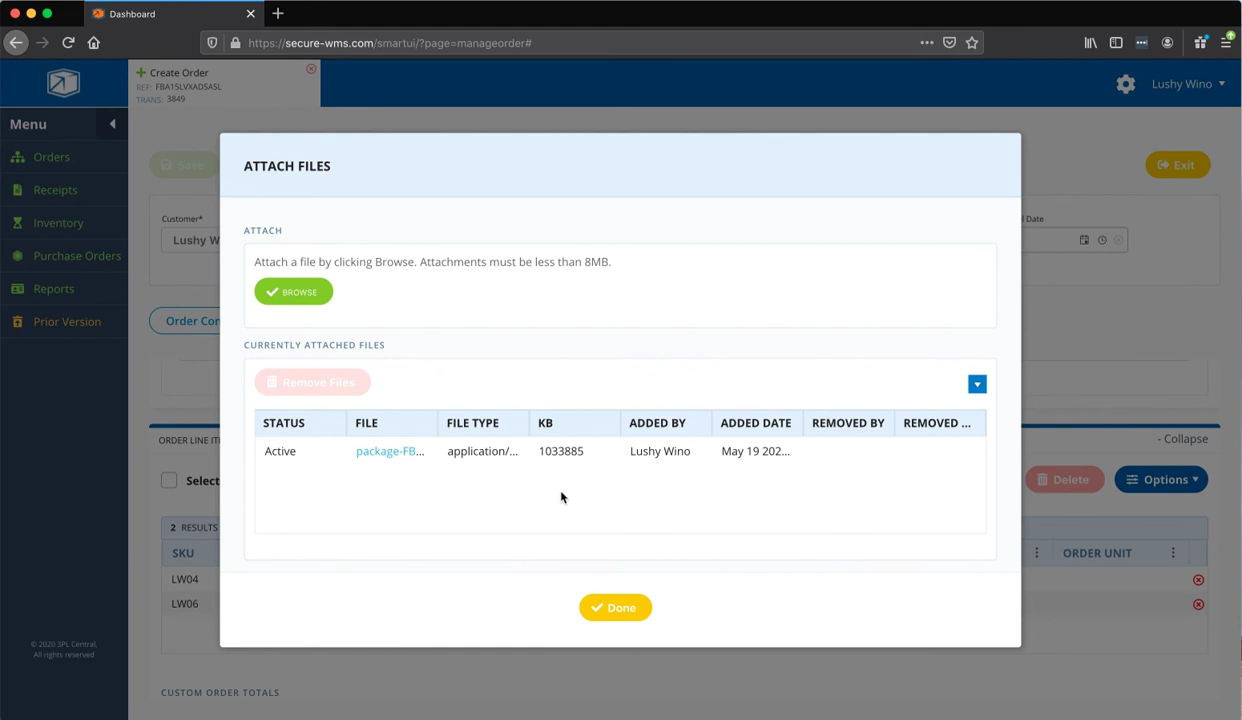 Dashboard
https://secure-wms.com/smartui/?page=manageorder#
Create Order
REF: FBA15LVXADSASL
TRANS: 3849
Lushy Wino
Menu
Orders
Receipts
Inventory
Purchase Orders
Reports
Prior Version
© 2020 3PL Central,
All rights reserved
Save
Exit
Customer*
d Date
Lushy W
Order Con
ATTACH FILES
ATTACH
Attach a file by clicking Browse. Attachments must be less than 8MB.
BROWSE
CURRENTLY ATTACHED FILES
Remove Files
STATUS FILE FILE TYPE KB ADDED BY ADDED DATE REMOVED BY REMOVED ...
Active package-FB... application/... 1033885 Lushy Wino May 19 202...
Done
ORDER LINE ITE
- Collapse
Select
Delete
Options
2 RESULTS
SKU ORDER UNIT
LW04
LW06
CUSTOM ORDER TOTALS